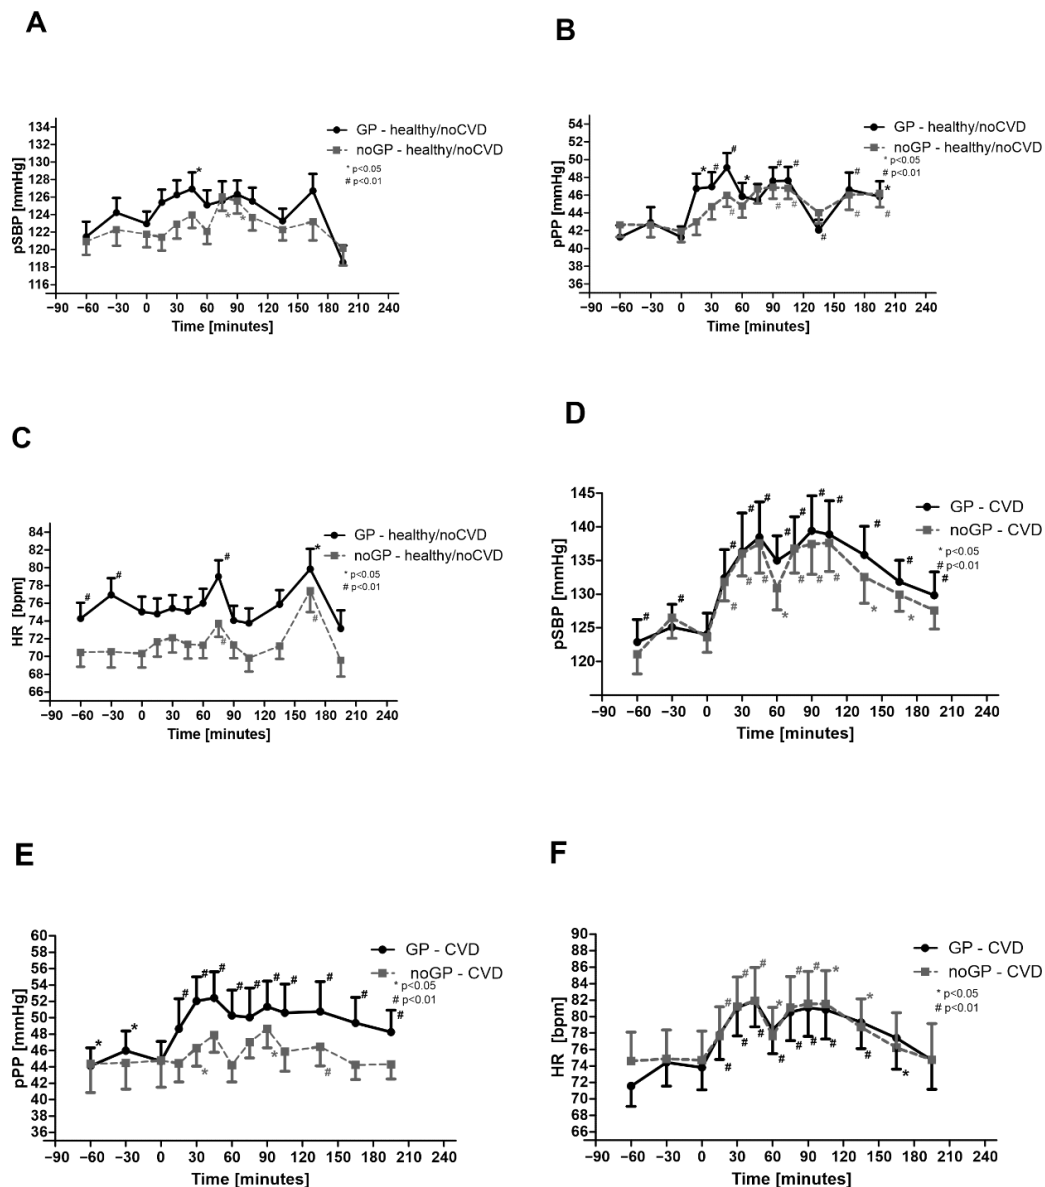 A
134
132
130
128
126
124
122
120
118
116
pSBP [mmHg]
GP - healthy/noCVD
noGP - healthy/noCVD
* p<0.05
# p<0.01
*
*
*
−90 −60 −30 0 30 60 90 120 150 180 210 240
Time [minutes]
B
54
52
50
48
46
44
42
40
38
36
pPP [mmHg]
GP - healthy/noCVD
noGP - healthy/noCVD
* p<0.05
# p<0.01
* # # * # # # # *
# # # # #
−90 −60 −30 0 30 60 90 120 150 180 210 240
Time [minutes]
C
84
82
80
78
76
74
72
70
68
66
HR [bpm]
GP - healthy/noCVD
noGP - healthy/noCVD
* p<0.05
# p<0.01
# # # *
# #
−90 −60 −30 0 30 60 90 120 150 180 210 240
Time [minutes]
D
145
140
135
130
125
120
pSBP [mmHg]
GP - CVD
noGP - CVD
* p<0.05
# p<0.01
# # # # # # # # # # # #
# # # * # # # * *
−90 −60 −30 0 30 60 90 120 150 180 210 240
Time [minutes]
E
60
58
56
54
52
50
48
46
44
42
40
38
36
pPP [mmHg]
GP - CVD
noGP - CVD
* p<0.05
# p<0.01
* * # # # # # # # # # #
* * #
−90 −60 −30 0 30 60 90 120 150 180 210 240
Time [minutes]
F
90
88
86
84
82
80
78
76
74
72
70
68
66
HR [bpm]
GP - CVD
noGP - CVD
* p<0.05
# p<0.01
# # # # # # * *
# # # # # # # *
−90 −60 −30 0 30 60 90 120 150 180 210 240
Time [minutes]